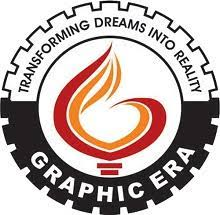 TRANSFORMING DREAMS INTO REALITY
GRAPHIC ERA